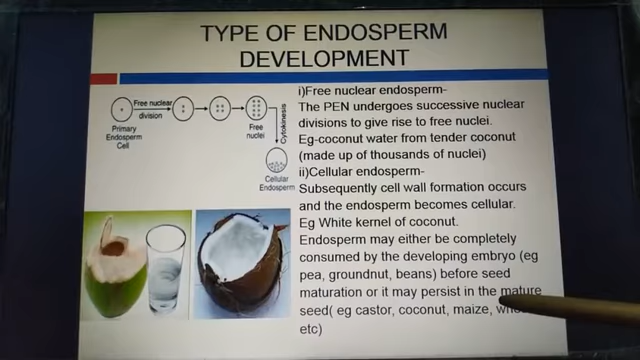 TYPE OF ENDOSPERM
DEVELOPMENT
Free nuclear
division
Primary
Endosperm
Cell
Free
nuclei
Cytokinesis
Cellular
Endosperm
i)Free nuclear endosperm-
The PEN undergoes successive nuclear
divisions to give rise to free nuclei.
Eg-coconut water from tender coconut
(made up of thousands of nuclei)
ii)Cellular endosperm-
Subsequently cell wall formation occurs
and the endosperm becomes cellular.
Eg White kernel of coconut.
Endosperm may either be completely
consumed by the developing embryo (eg
pea, groundnut, beans) before seed
maturation or it may persist in the mature
seed( eg castor, coconut, maize,
etc)